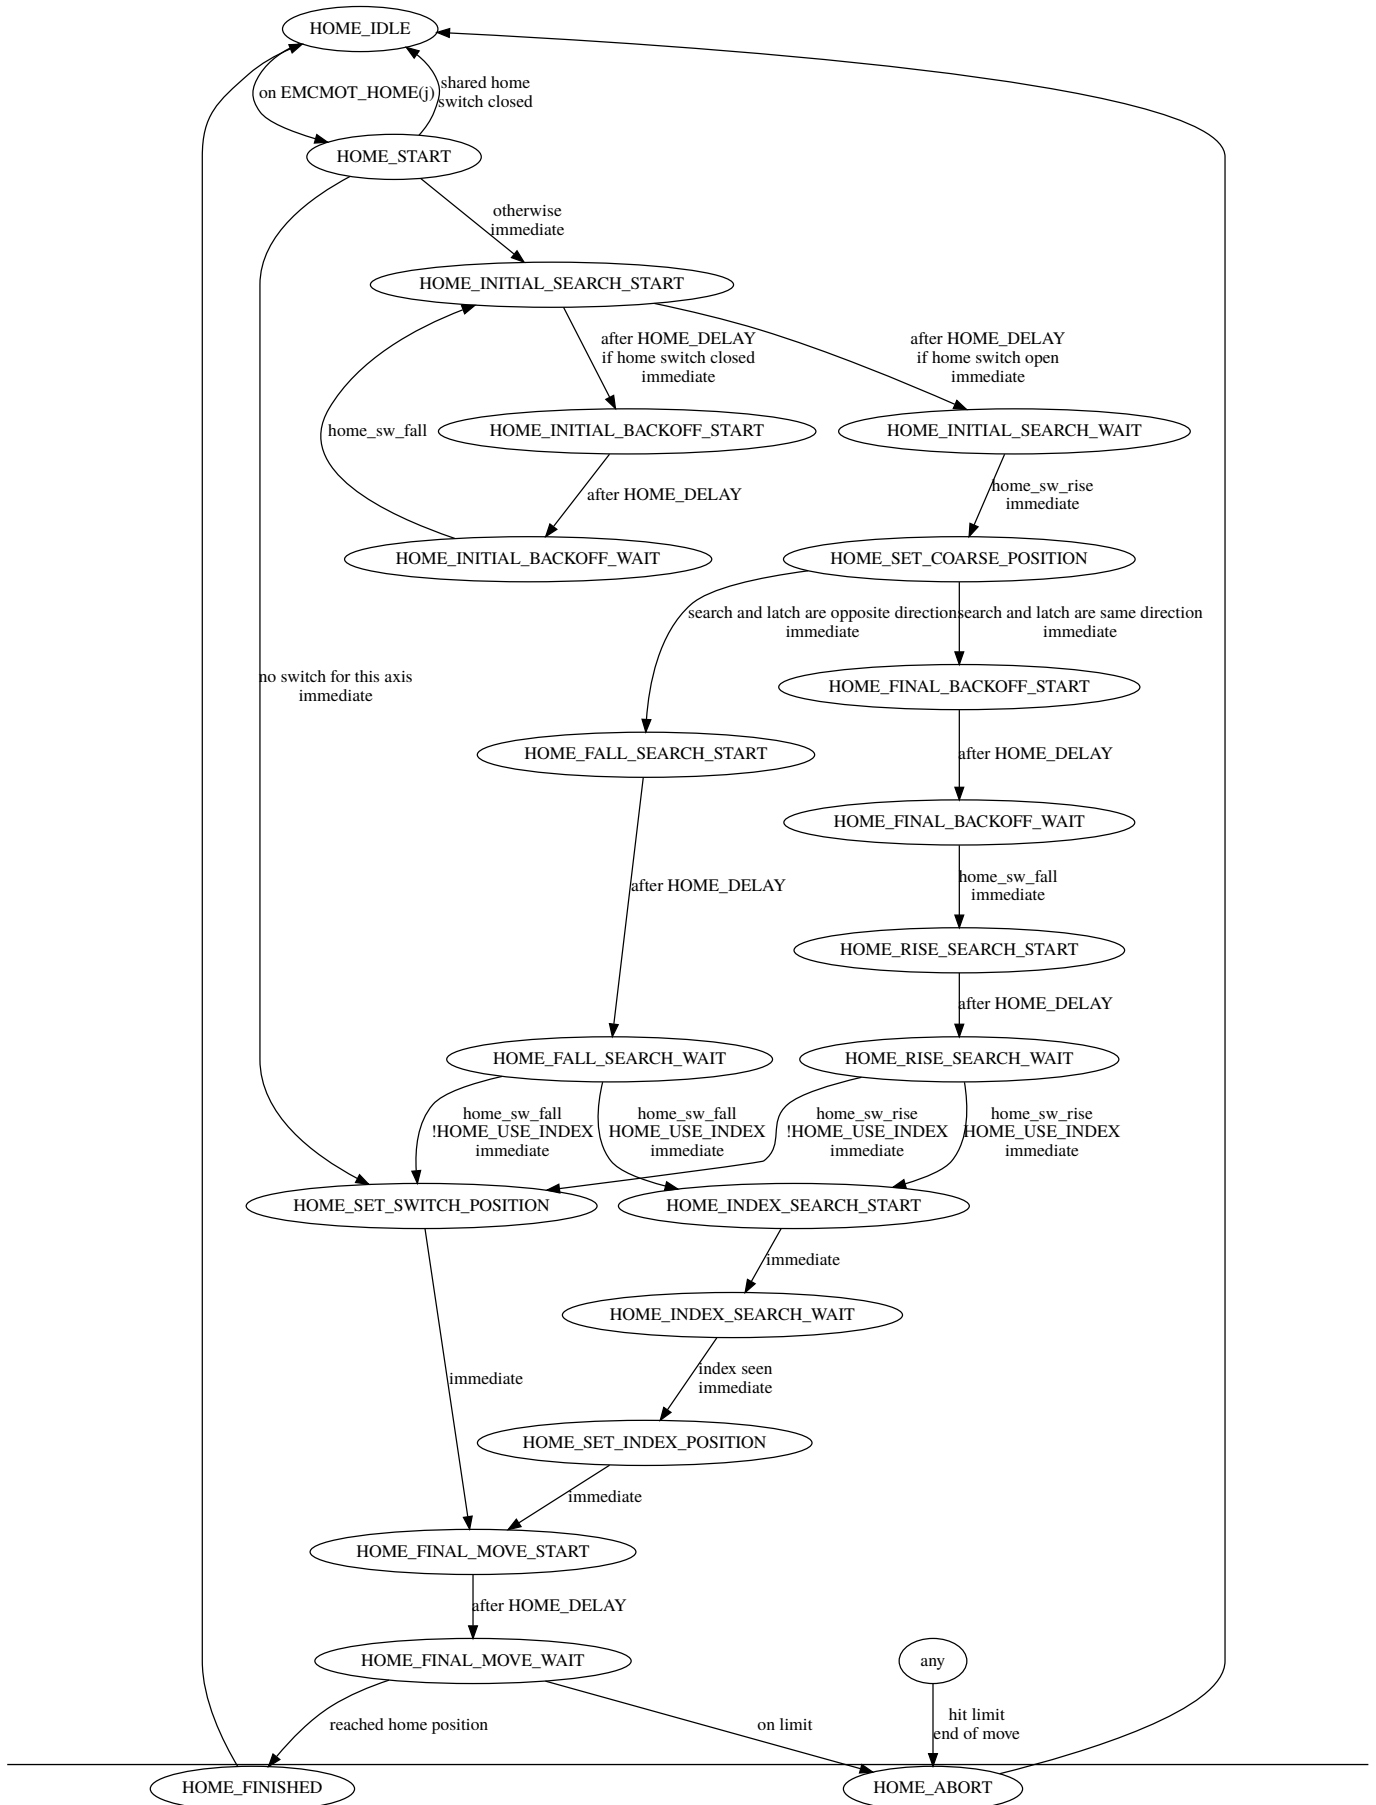 HOME_IDLE
on EMCMOT_HOME(j)
shared home
switch closed
HOME_START
otherwise
immediate
HOME_INITIAL_SEARCH_START
after HOME_DELAY
if home switch closed
immediate
after HOME_DELAY
if home switch open
immediate
home_sw_fall
HOME_INITIAL_BACKOFF_START
HOME_INITIAL_SEARCH_WAIT
after HOME_DELAY
home_sw_rise
immediate
HOME_INITIAL_BACKOFF_WAIT
HOME_SET_COARSE_POSITION
search and latch are opposite direction
immediate
search and latch are same direction
immediate
no switch for this axis
immediate
HOME_FINAL_BACKOFF_START
HOME_FALL_SEARCH_START
after HOME_DELAY
HOME_FINAL_BACKOFF_WAIT
after HOME_DELAY
home_sw_fall
immediate
HOME_RISE_SEARCH_START
after HOME_DELAY
HOME_FALL_SEARCH_WAIT
HOME_RISE_SEARCH_WAIT
home_sw_fall
!HOME_USE_INDEX
immediate
home_sw_fall
HOME_USE_INDEX
immediate
home_sw_rise
!HOME_USE_INDEX
immediate
home_sw_rise
HOME_USE_INDEX
immediate
HOME_SET_SWITCH_POSITION
HOME_INDEX_SEARCH_START
immediate
HOME_INDEX_SEARCH_WAIT
immediate
index seen
immediate
HOME_SET_INDEX_POSITION
immediate
HOME_FINAL_MOVE_START
after HOME_DELAY
HOME_FINAL_MOVE_WAIT
any
reached home position
on limit
hit limit
end of move
HOME_FINISHED
HOME_ABORT